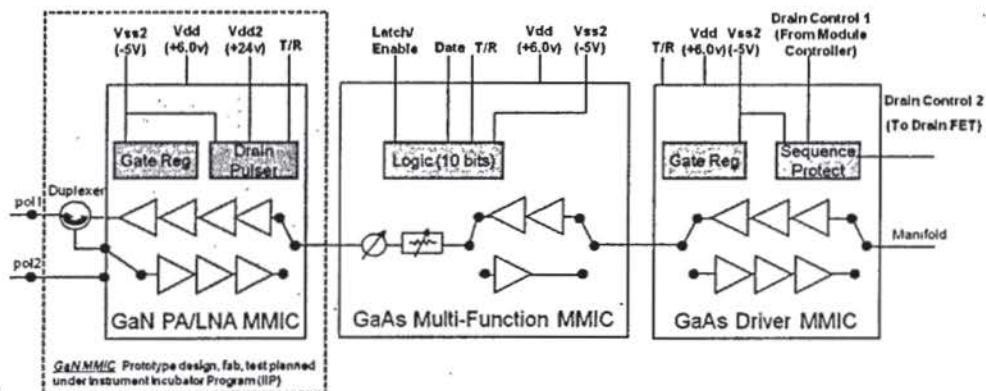 Vss2
(-5V)
Vdd
(+6.0v)
Vdd2
(+24v)
T/R
Gate Reg
Drain
Pulser
Duplexer
pol1
pol2
GaN PA/LNA MMIC
GaN MMIC Prototype design, fab, test planned
under Instrument Incubator Program (IIP)
Latch/
Enable
Date
T/R
Vdd
(+6.0v)
Vss2
(-5V)
Logic (10 bits)
GaAs Multi-Function MMIC
T/R
Vdd
(+6.0v)
Vss2
(-5V)
Drain Control 1
(From Module
Controller)
Gate Reg
Sequence
Protect
Drain Control 2
(To Drain FET)
Manifold
GaAs Driver MMIC